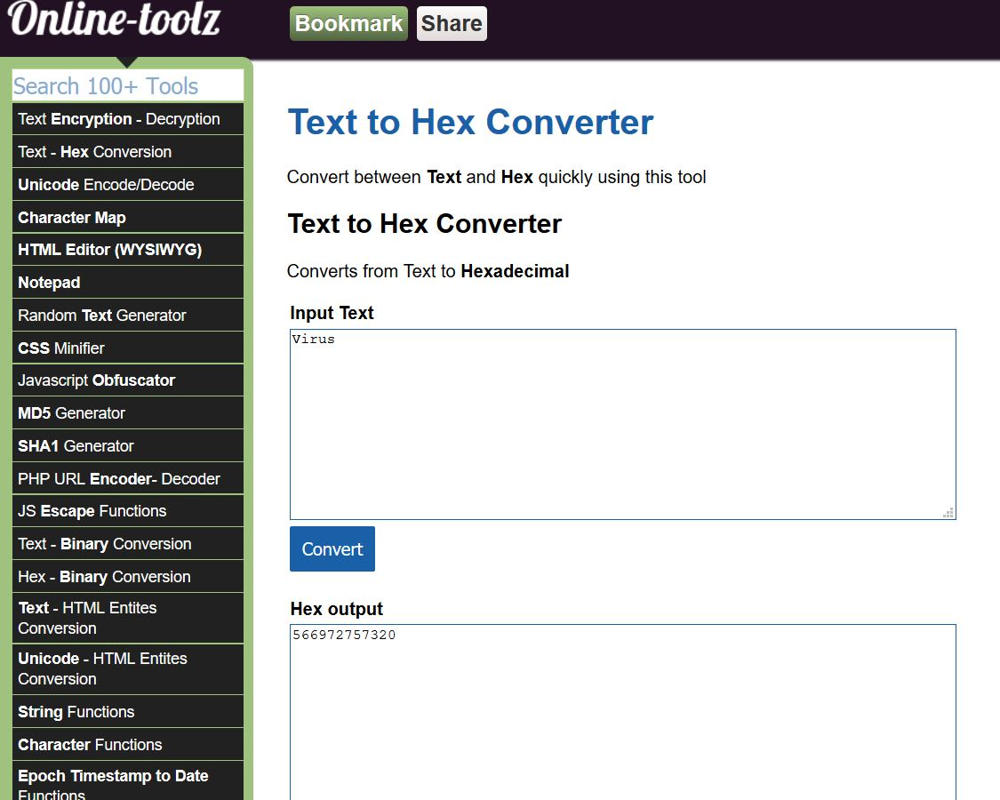 Online-toolz
Bookmark
Share
Search 100+ Tools
Text Encryption - Decryption
Text - Hex Conversion
Unicode Encode/Decode
Character Map
HTML Editor (WYSIWYG)
Notepad
Random Text Generator
CSS Minifier
Javascript Obfuscator
MD5 Generator
SHA1 Generator
PHP URL Encoder- Decoder
JS Escape Functions
Text - Binary Conversion
Hex - Binary Conversion
Text - HTML Entites
Conversion
Unicode - HTML Entites
Conversion
String Functions
Character Functions
Epoch Timestamp to Date
Functions
Text to Hex Converter
Convert between Text and Hex quickly using this tool
Text to Hex Converter
Converts from Text to Hexadecimal
Input Text
Virus
Convert
Hex output
566972757320